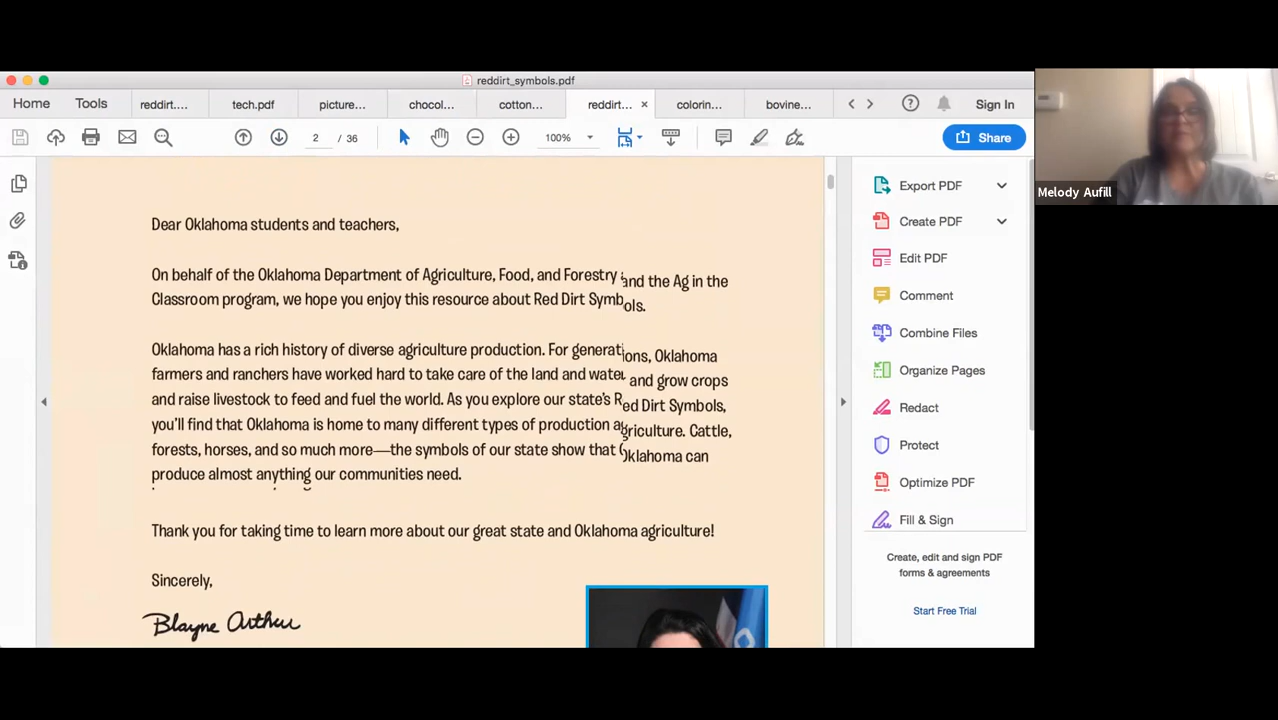 reddirt_symbols.pdf
Home Tools reddirt.... tech.pdf picture... chocol... cotton... reddirt... × colorin... bovine... Sign In
2 / 36 100% Share
Dear Oklahoma students and teachers,
On behalf of the Oklahoma Department of Agriculture, Food, and Forestry and the Ag in the
Classroom program, we hope you enjoy this resource about Red Dirt Symbols.
Oklahoma has a rich history of diverse agriculture production. For generations, Oklahoma
farmers and ranchers have worked hard to take care of the land and water and grow crops
and raise livestock to feed and fuel the world. As you explore our state's Red Dirt Symbols,
you'll find that Oklahoma is home to many different types of production agriculture. Cattle,
forests, horses, and so much more—the symbols of our state show that Oklahoma can
produce almost anything our communities need.
Thank you for taking time to learn more about our great state and Oklahoma agriculture!
Sincerely,
Blayne Arthur
Export PDF
Create PDF
Edit PDF
Comment
Combine Files
Organize Pages
Redact
Protect
Optimize PDF
Fill & Sign
Create, edit and sign PDF
forms & agreements
Start Free Trial
Melody Aufill